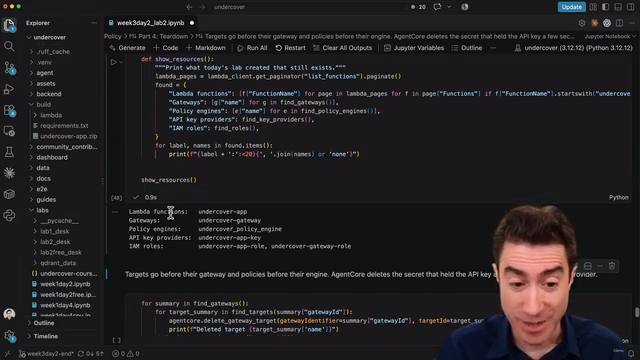 undercover
20
Explorer
week3day2_lab2.ipynb
undercover
.ruff_cache
.venv
agent
assets
backend
build
lambda
requirements.txt
undercover-app.zip
community_contrib
dashboard
data
docs
e2e
guides
labs
__pycache__
lab1_desk
lab2_desk
lab2free_desk
qdrant_data
undercover-cours...
week1day2.ipynb
week1day2free.ipynb
week1day4.ipynb
Outline
Timeline
week3day2-end*
Policy > Part 4: Teardown > Targets go before their gateway and policies before their engine. AgentCore deletes the secret that held the API key a few sec
Generate + Code + Markdown | Run All Restart Clear All Outputs | Jupyter Variables Outline ... undercover (3.12.12) (Python 3.12.12)
Jupyter Notebook
def show_resources():
"""Print what today's lab created that still exists."""
lambda_pages = lambda_client.get_paginator("list_functions").paginate()
found = {
"Lambda functions": [f["FunctionName"] for page in lambda_pages for f in page["Functions"] if f["FunctionName"].startswith("undercove
"Gateways": [g["name"] for g in find_gateways()],
"Policy engines": [e["name"] for e in find_policy_engines()],
"API key providers": find_key_providers(),
"IAM roles": find_roles(),
}
for label, names in found.items():
print(f"{label + ':':<20}{', '.join(names) or 'none'}")
show_resources()
[48] 0.9s
Python
Lambda functions: undercover-app
Gateways: undercover-gateway
Policy engines: undercover_policy_engine
API key providers: undercover-app-key
IAM roles: undercover-app-role, undercover-gateway-role
Targets go before their gateway and policies before their engine. AgentCore deletes the secret that held the API key
provider.
for summary in find_gateways():
for target_summary in targets(summary["gatewayId"]):
agentcore.delete_gateway_target(gatewayIdentifier=summary["gatewayId"], targetId=target_su
print(f"Deleted target {target_summary['name']}")
[ ]